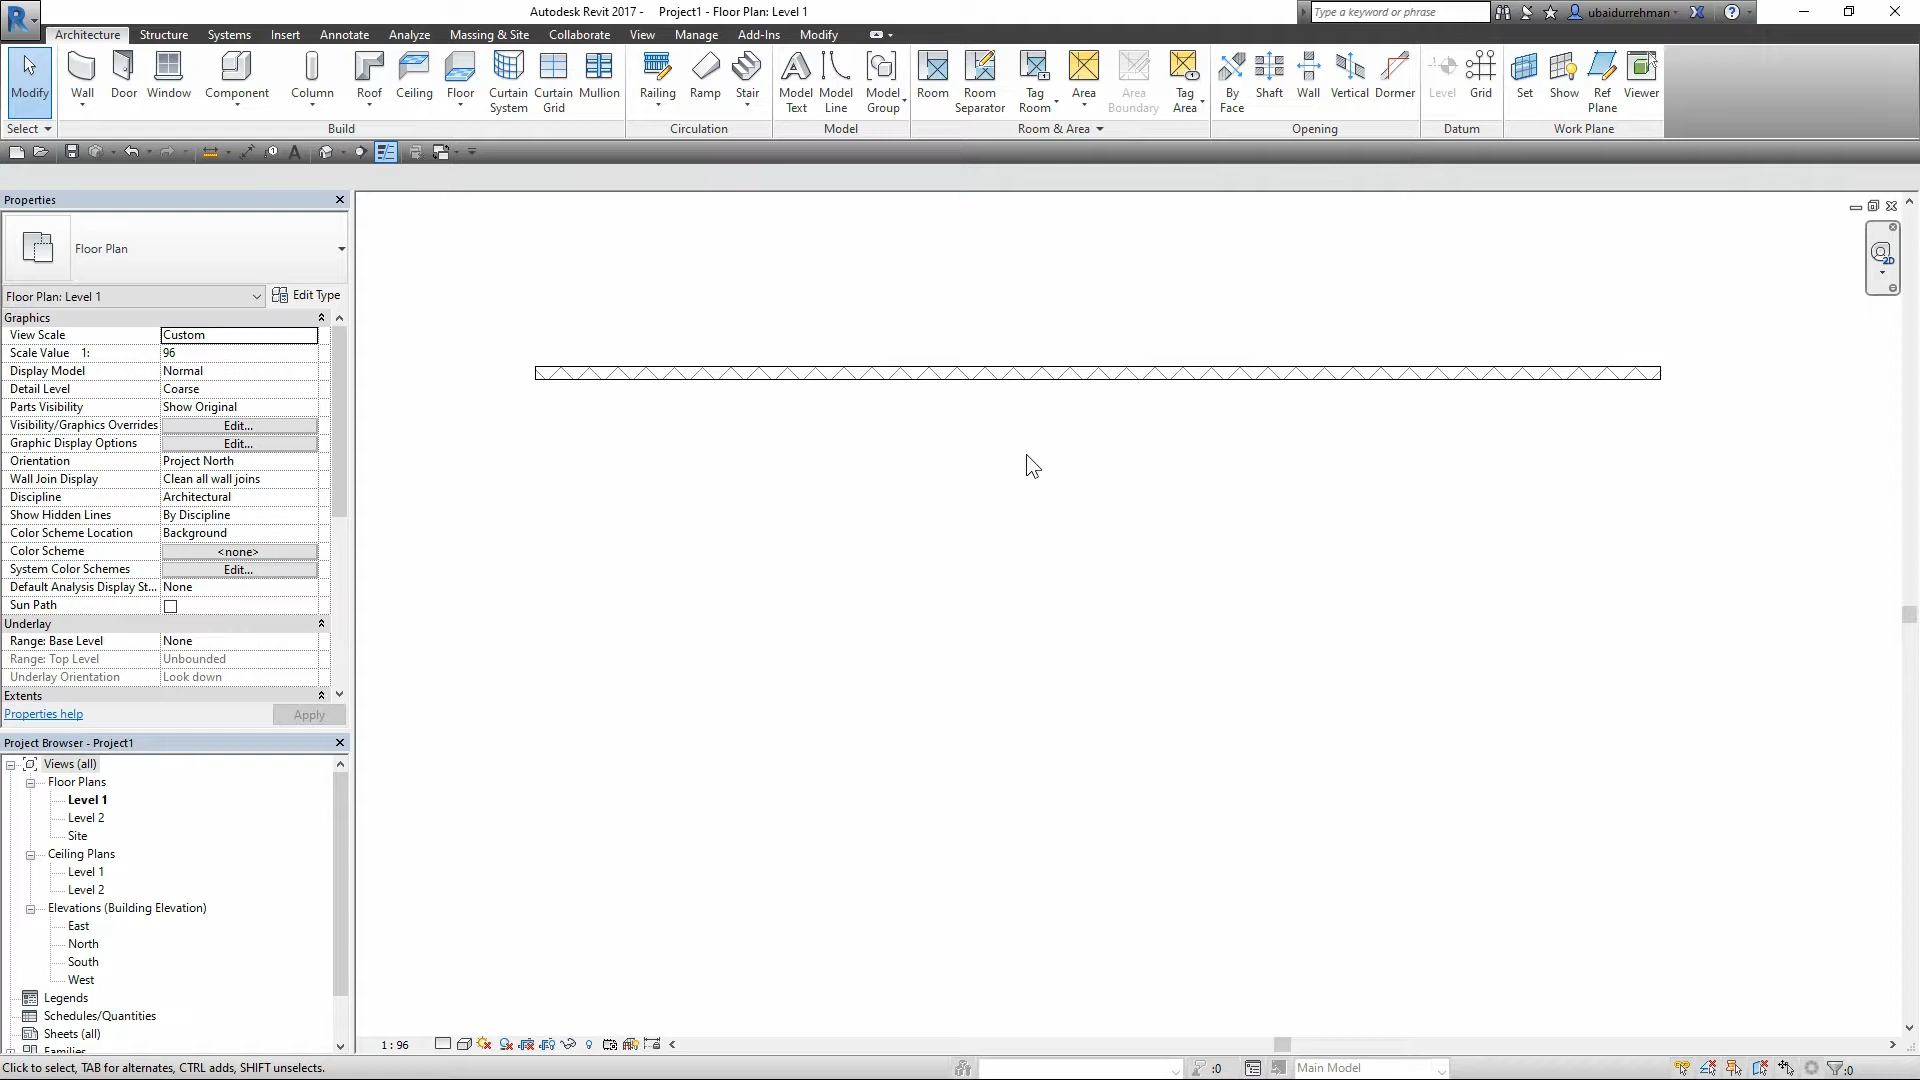 Autodesk Revit 2017 - Project1 - Floor Plan: Level 1
Type a keyword or phrase
ubaidurrehman
Architecture Structure Systems Insert Annotate Analyze Massing & Site Collaborate View Manage Add-Ins Modify
Modify Wall Door Window Component Column Roof Ceiling Floor Curtain System Curtain Grid Mullion Railing Ramp Stair Model Text Model Line Model Group Room Room Separator Tag Room Area Area Boundary Tag Area By Face Shaft Wall Vertical Dormer Level Grid Set Show Ref Plane Viewer
Select Build Circulation Model Room & Area Opening Datum Work Plane
Properties
Floor Plan
Floor Plan: Level 1 Edit Type
Graphics
View Scale Custom
Scale Value 1: 96
Display Model Normal
Detail Level Coarse
Parts Visibility Show Original
Visibility/Graphics Overrides Edit...
Graphic Display Options Edit...
Orientation Project North
Wall Join Display Clean all wall joins
Discipline Architectural
Show Hidden Lines By Discipline
Color Scheme Location Background
Color Scheme <none>
System Color Schemes Edit...
Default Analysis Display St... None
Sun Path
Underlay
Range: Base Level None
Range: Top Level Unbounded
Underlay Orientation Look down
Extents
Properties help Apply
Project Browser - Project1
Views (all)
Floor Plans
Level 1
Level 2
Site
Ceiling Plans
Level 1
Level 2
Elevations (Building Elevation)
East
North
South
West
Legends
Schedules/Quantities
Sheets (all)
Families
2D
1 : 96
Click to select, TAB for alternates, CTRL adds, SHIFT unselects.
:0
Main Model
:0